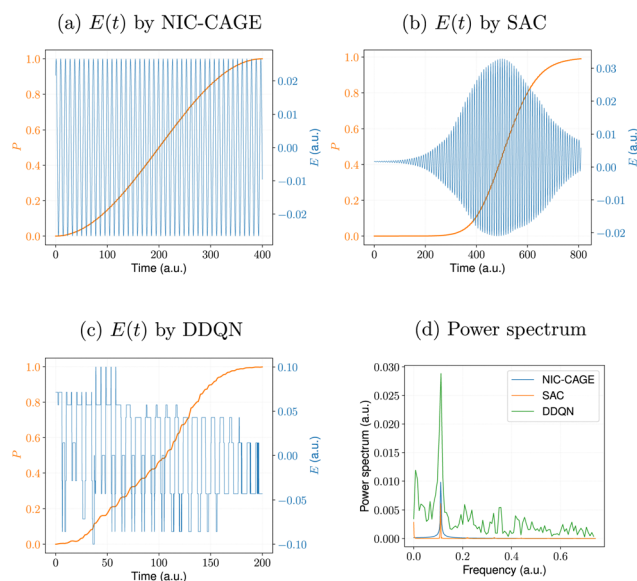 (a) E(t) by NIC-CAGE
1.0
0.8
0.6
0.4
0.2
0.0
P
0.02
0.01
0.00
−0.01
−0.02
E (a.u.)
0 100 200 300 400
Time (a.u.)
(b) E(t) by SAC
1.0
0.8
0.6
0.4
0.2
0.0
P
0.03
0.02
0.01
0.00
−0.01
−0.02
E (a.u.)
0 200 400 600 800
Time (a.u.)
(c) E(t) by DDQN
1.0
0.8
0.6
0.4
0.2
0.0
P
0.10
0.05
0.00
−0.05
−0.10
E (a.u.)
0 50 100 150 200
Time (a.u.)
(d) Power spectrum
0.030
0.025
0.020
0.015
0.010
0.005
0.000
Power spectrum (a.u.)
NIC-CAGE
SAC
DDQN
0.0 0.2 0.4 0.6
Frequency (a.u.)